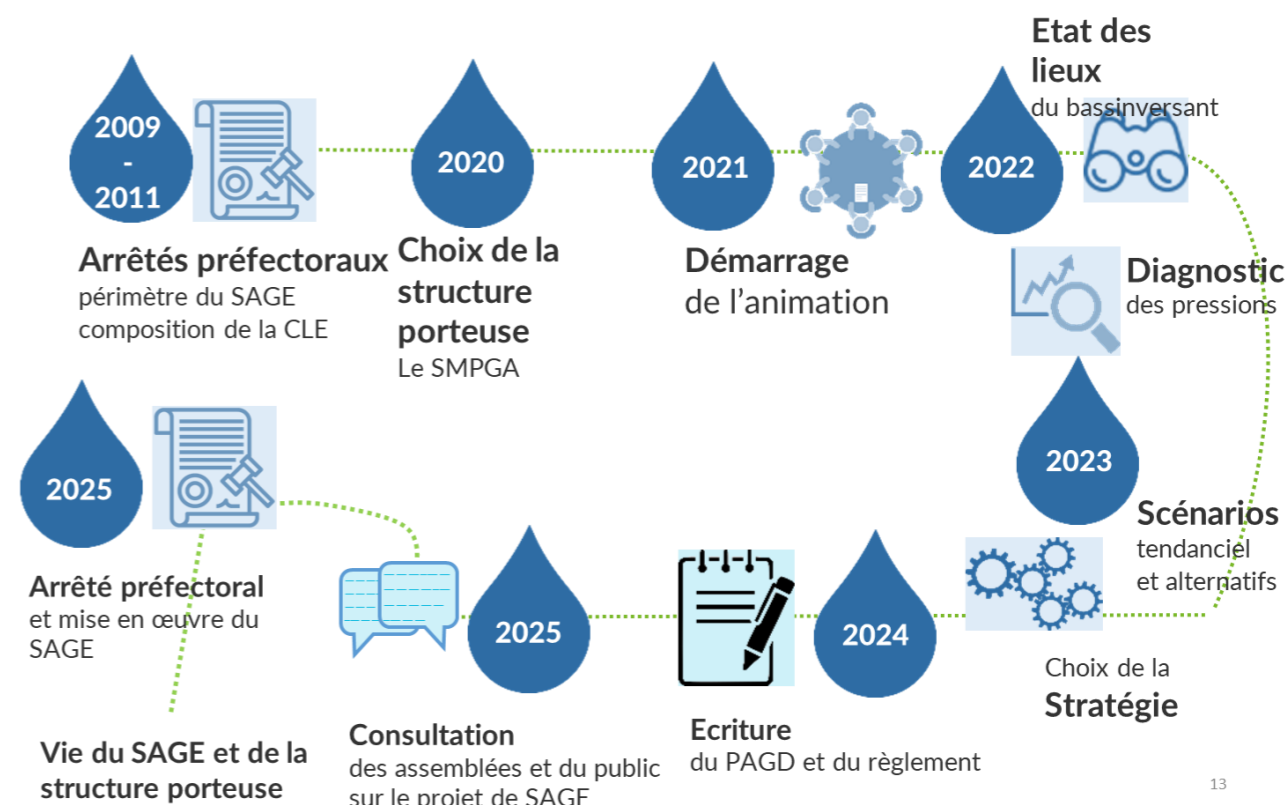 2009
-
2011
Arrêtés préfectoraux
périmètre du SAGE
composition de la CLE
2020
Choix de la
structure
porteuse
Le SMPGA
2021
Démarrage
de l’animation
2022
Etat des
lieux
du bassinversant
Diagnostic
des pressions
2023
Scénarios
tendanciel
et alternatifs
Choix de la
Stratégie
2024
Ecriture
du PAGD et du règlement
2025
Consultation
des assemblées et du public
sur le projet de SAGE
2025
Arrêté préfectoral
et mise en œuvre du
SAGE
Vie du SAGE et de la
structure porteuse
13